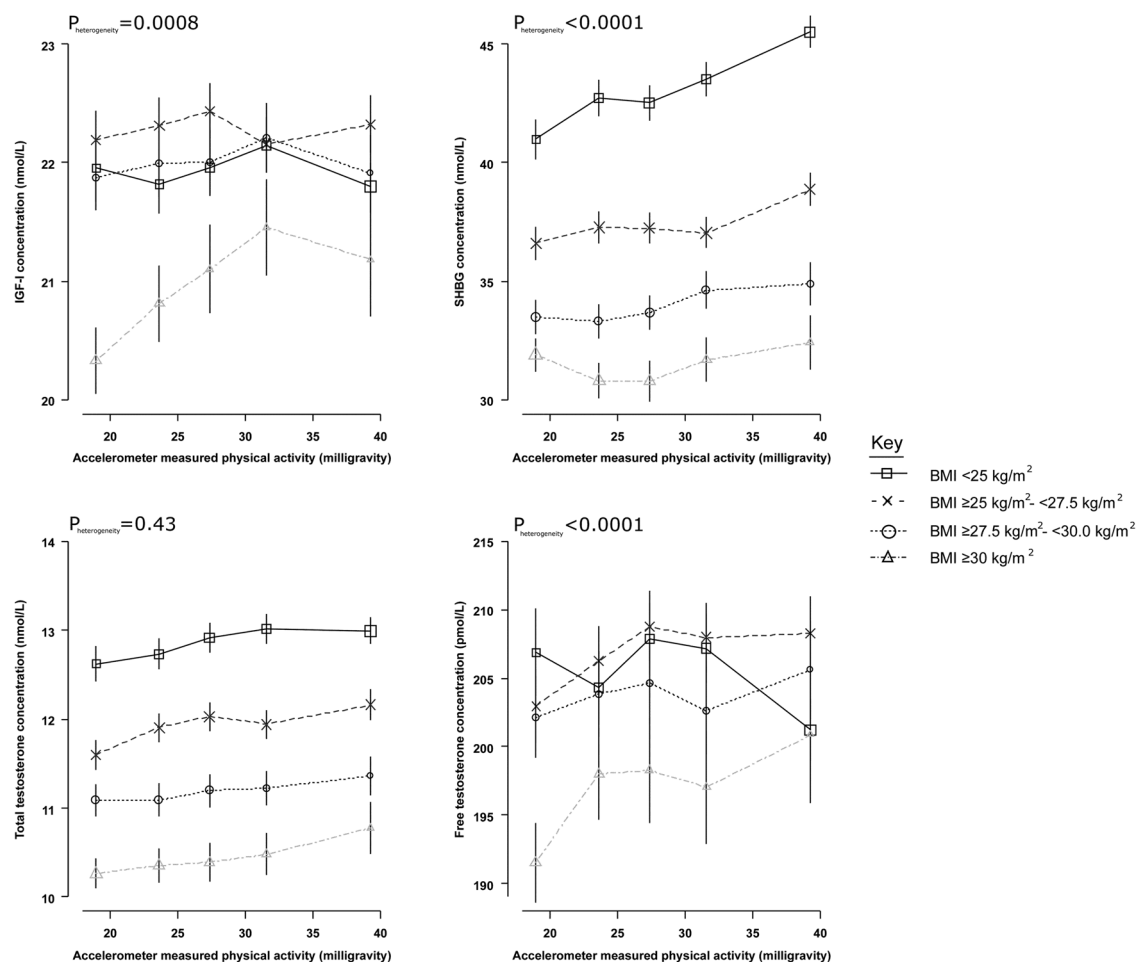 P heterogeneity=0.0008
23
22
21
20
IGF-I concentration (nmol/L)
20 25 30 35 40
Accelerometer measured physical activity (milligravity)
P heterogeneity<0.0001
45
40
35
30
SHBG concentration (nmol/L)
20 25 30 35 40
Accelerometer measured physical activity (milligravity)
Key
BMI <25 kg/m²
BMI ≥25 kg/m²- <27.5 kg/m²
BMI ≥27.5 kg/m²- <30.0 kg/m²
BMI ≥30 kg/m²
P heterogeneity=0.43
14
13
12
11
10
Total testosterone concentration (nmol/L)
20 25 30 35 40
Accelerometer measured physical activity (milligravity)
P heterogeneity<0.0001
215
210
205
200
195
190
Free testosterone concentration (pmol/L)
20 25 30 35 40
Accelerometer measured physical activity (milligravity)